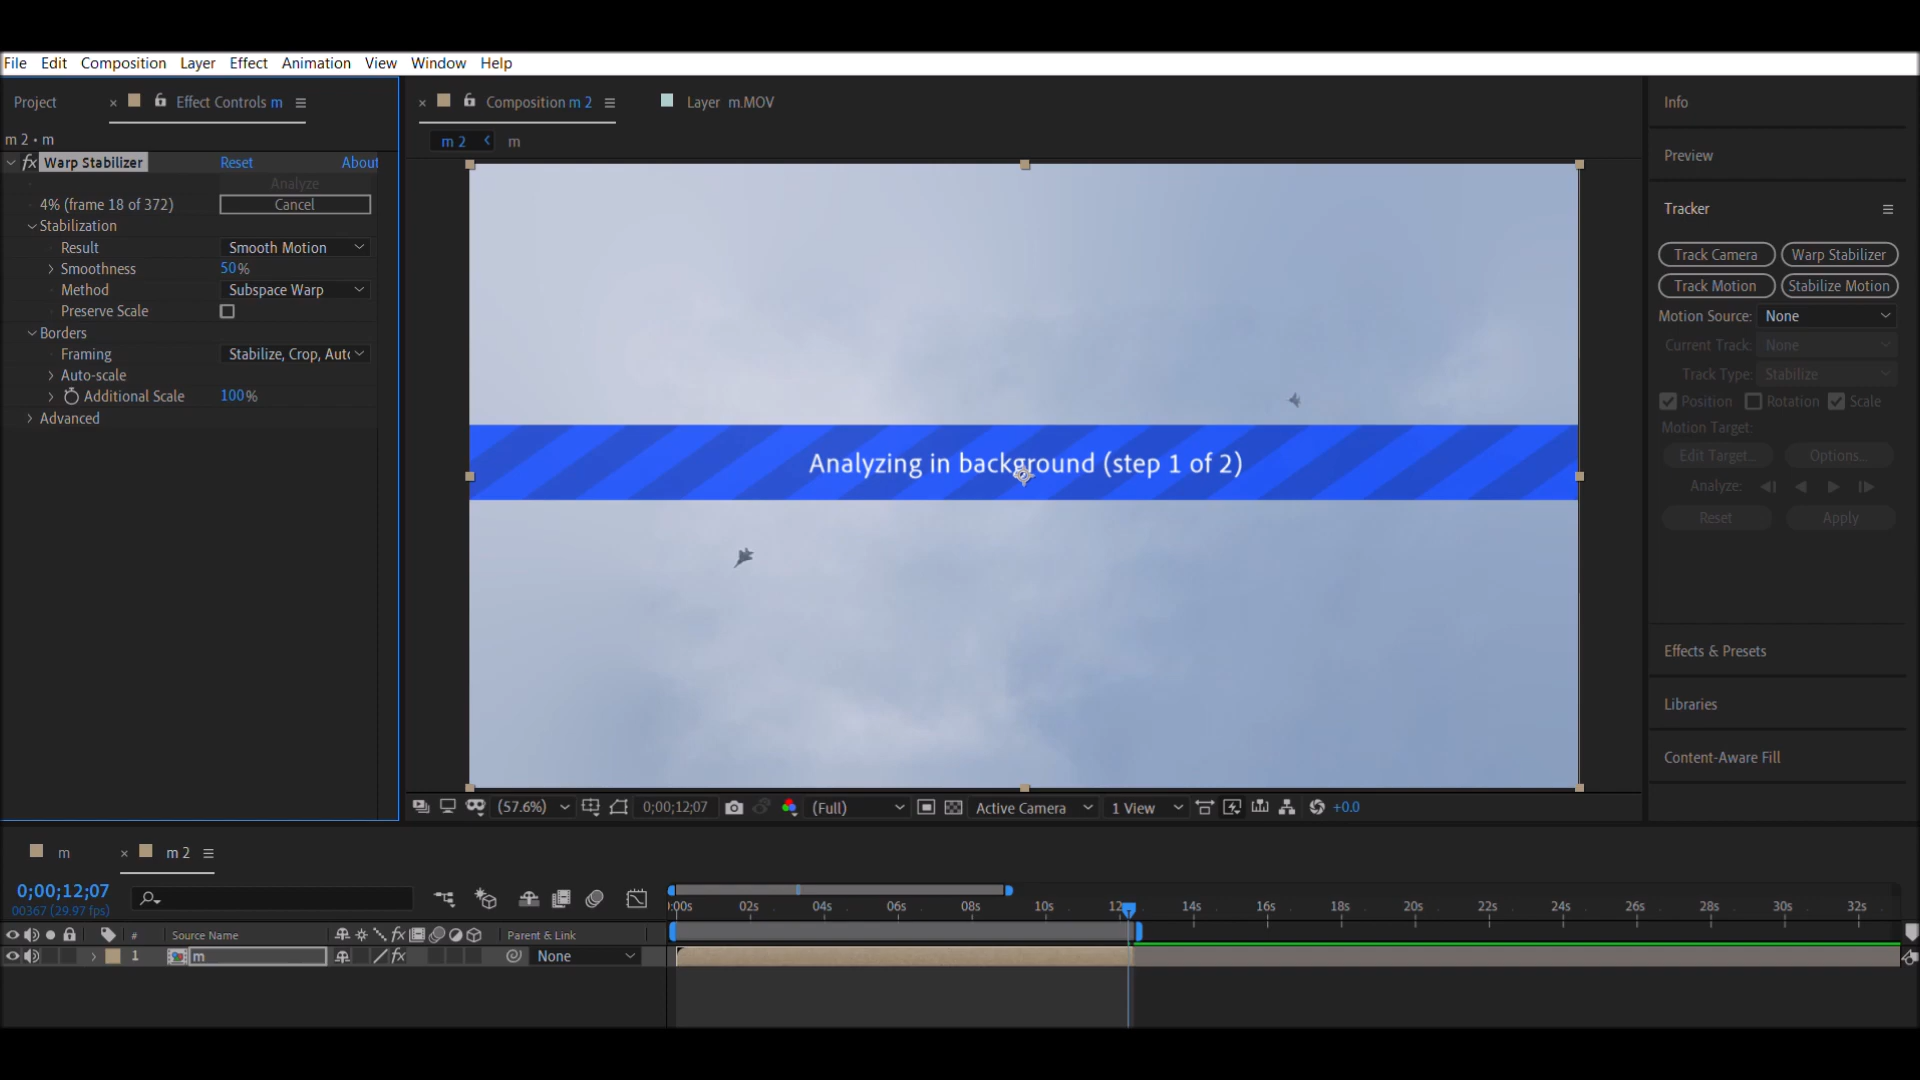 File Edit Composition Layer Effect Animation View Window Help
Project × Effect Controls m
m 2 • m
fx Warp Stabilizer Reset About
Analyze
4% (frame 18 of 372) Cancel
Stabilization
Result Smooth Motion
Smoothness 50%
Method Subspace Warp
Preserve Scale
Borders
Framing Stabilize, Crop, Auto
Auto-scale
Additional Scale 100%
Advanced
× Composition m 2
Layer m.MOV
m 2 < m
Analyzing in background (step 1 of 2)
(57.6%) 0;00;12;07 (Full) Active Camera 1 View +0.0
Info
Preview
Tracker
Track Camera Warp Stabilizer
Track Motion Stabilize Motion
Motion Source: None
Current Track: None
Track Type: Stabilize
Position Rotation Scale
Motion Target:
Edit Target... Options...
Analyze:
Reset Apply
Effects & Presets
Libraries
Content-Aware Fill
m × m 2
0;00;12;07
00367 (29.97 fps)
:00s 02s 04s 06s 08s 10s 12s 14s 16s 18s 20s 22s 24s 26s 28s 30s 32s
# Source Name fx Parent & Link
1 m fx None